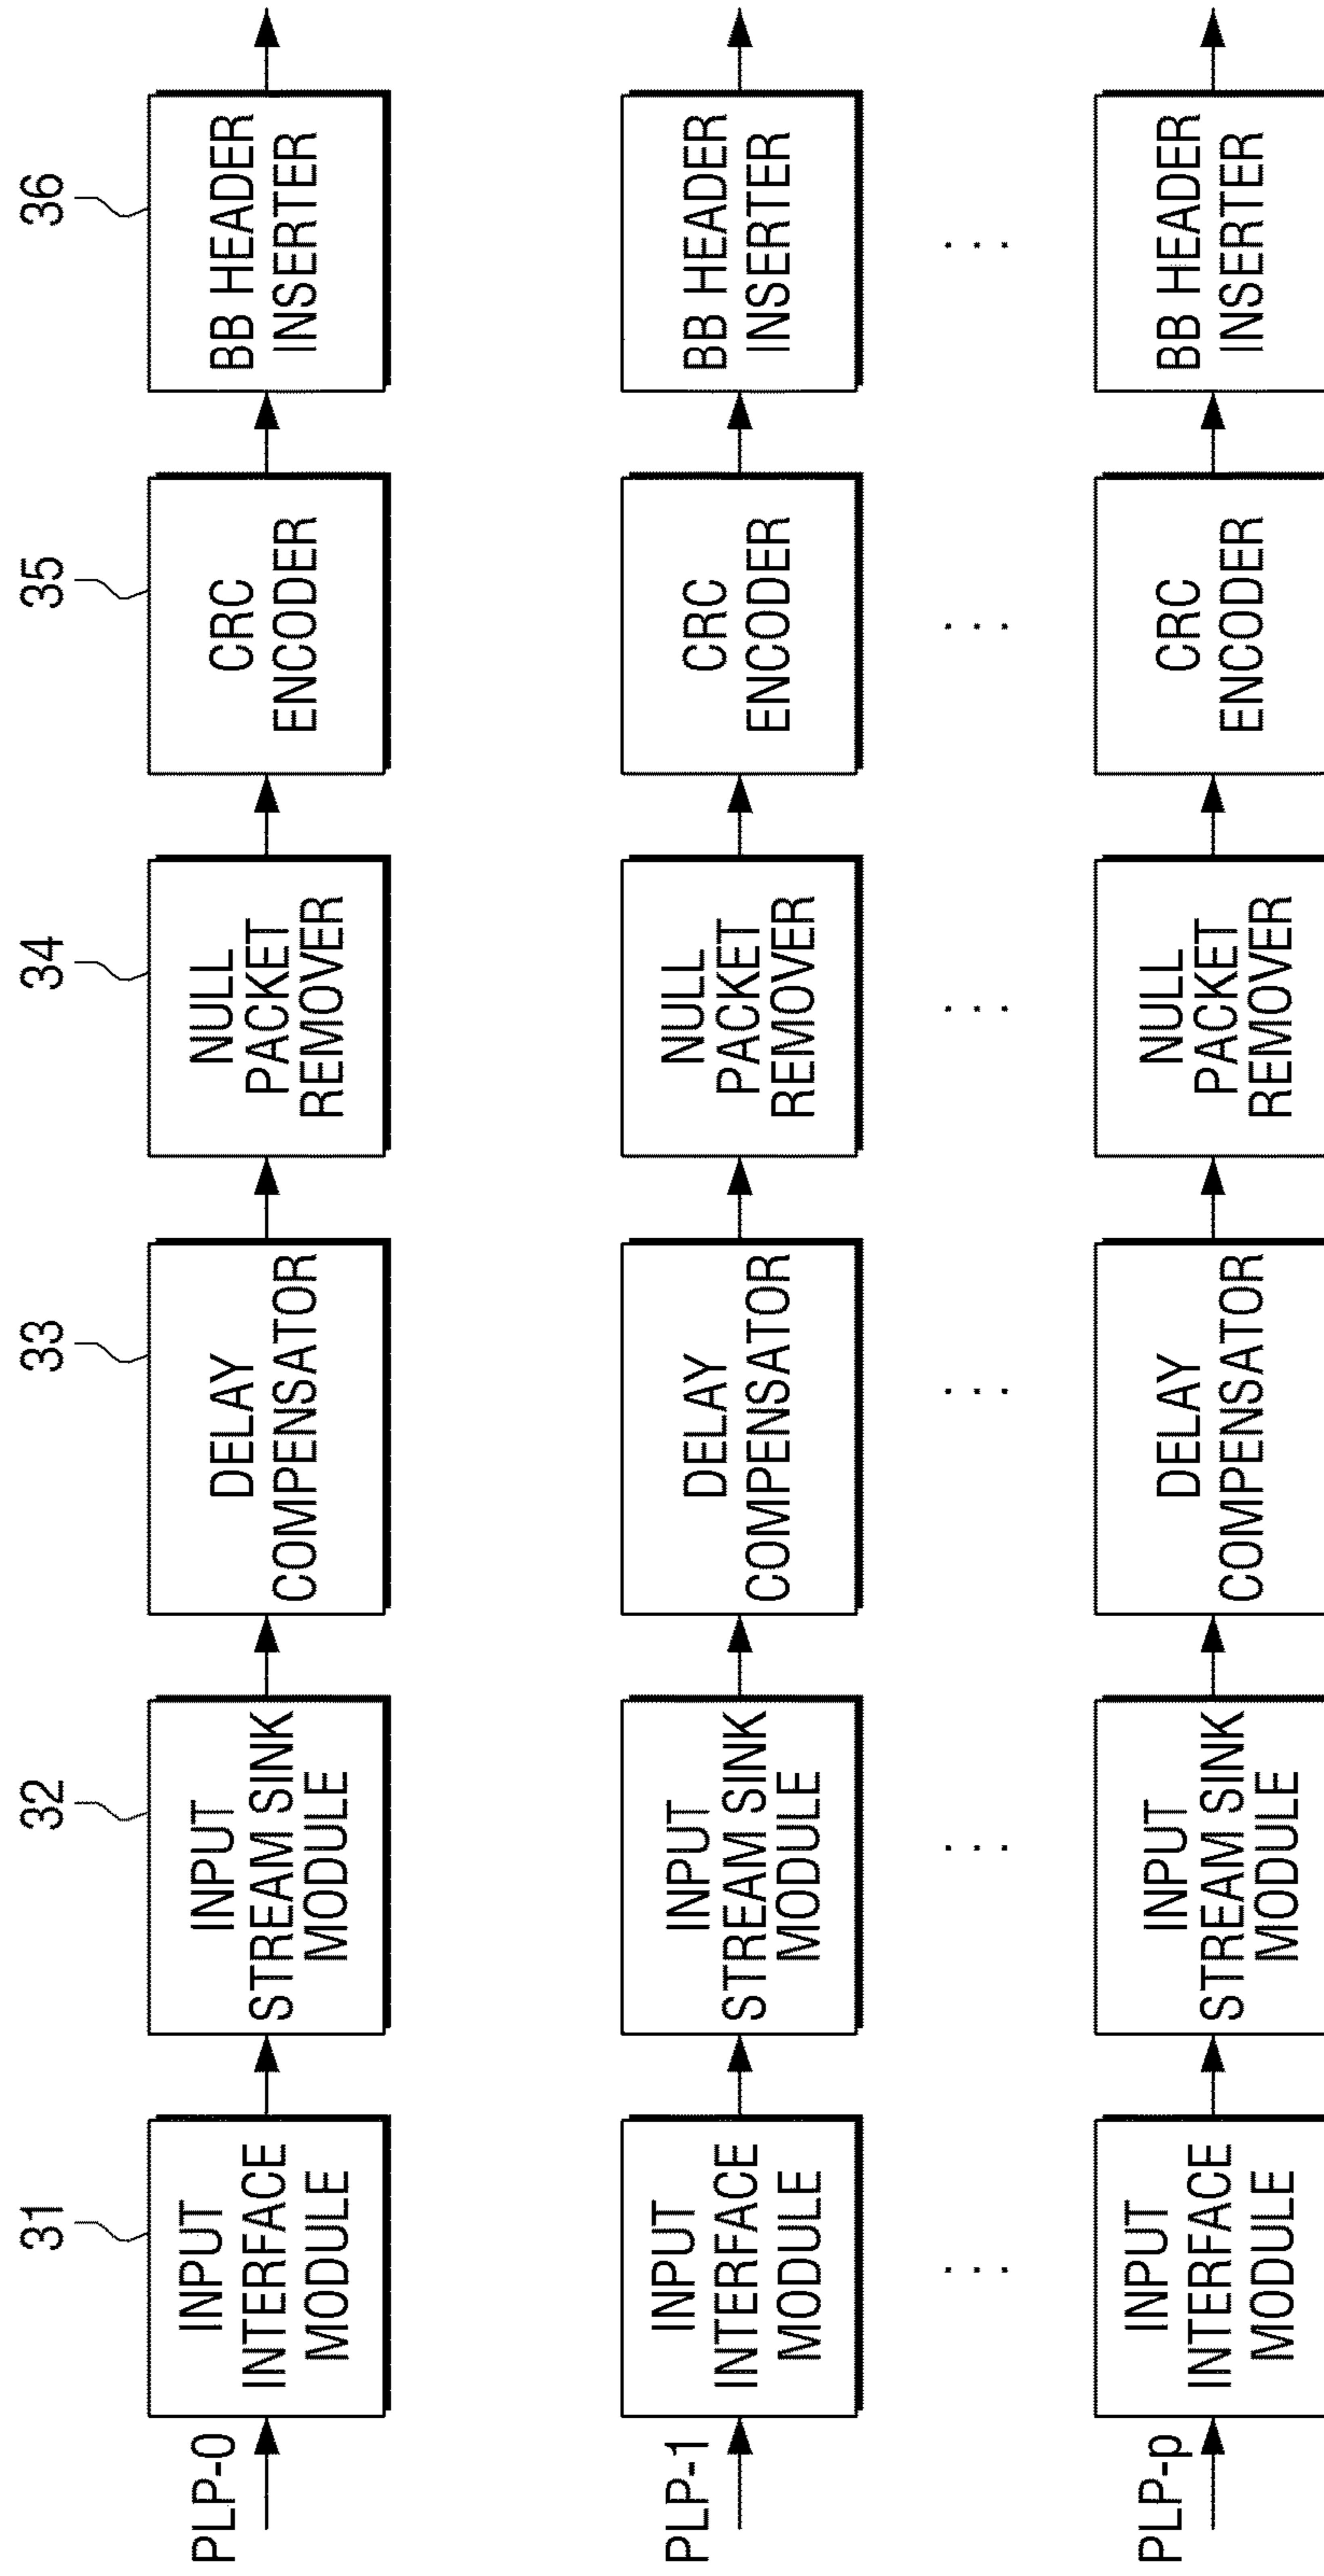 31
32
33
34
35
36
PLP-0
INPUT
INTERFACE
MODULE
INPUT
STREAM SINK
MODULE
DELAY
COMPENSATOR
NULL
PACKET
REMOVER
CRC
ENCODER
BB HEADER
INSERTER
PLP-1
INPUT
INTERFACE
MODULE
INPUT
STREAM SINK
MODULE
DELAY
COMPENSATOR
NULL
PACKET
REMOVER
CRC
ENCODER
BB HEADER
INSERTER
...
...
...
...
...
...
PLP-p
INPUT
INTERFACE
MODULE
INPUT
STREAM SINK
MODULE
DELAY
COMPENSATOR
NULL
PACKET
REMOVER
CRC
ENCODER
BB HEADER
INSERTER